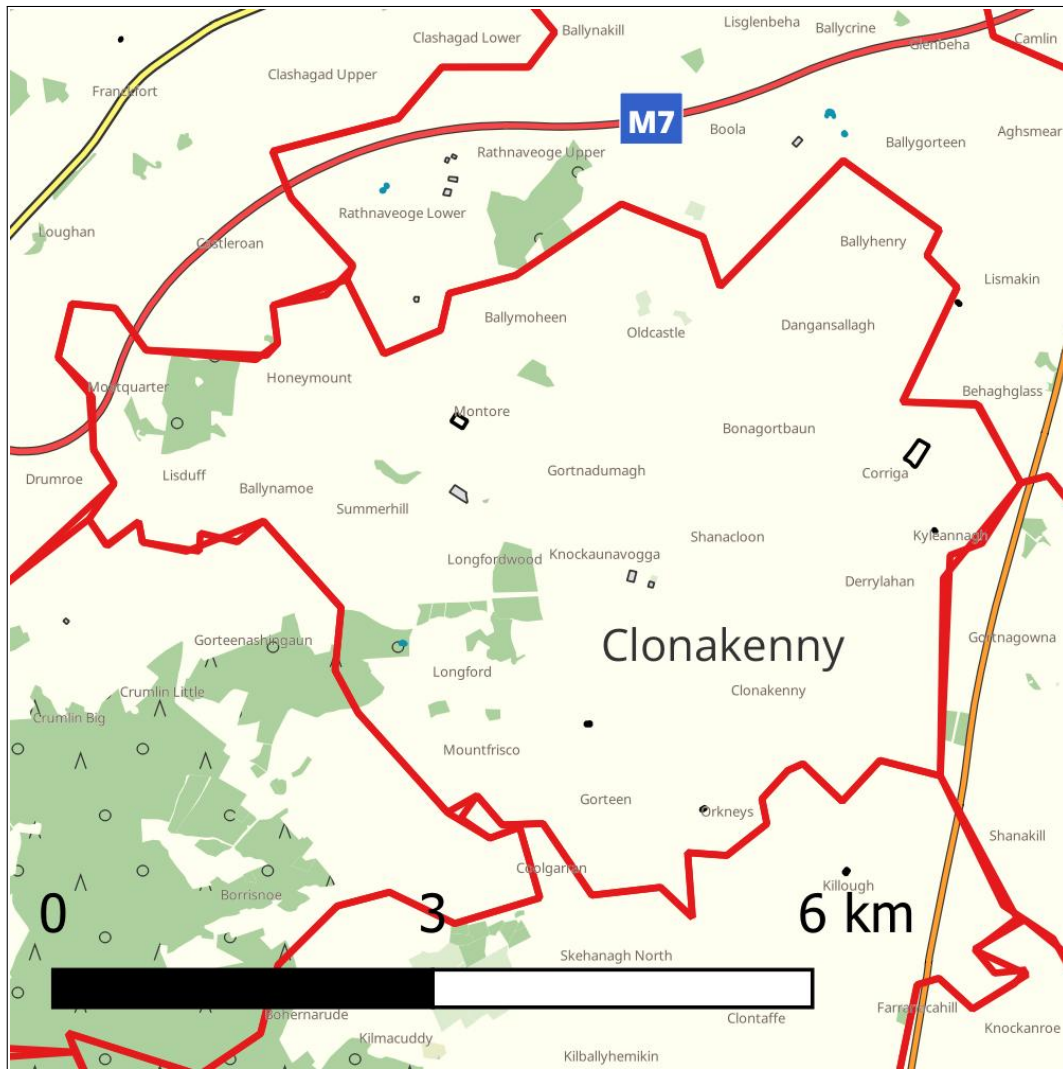 Lisglenbeha
Ballycrine
Clashagad Lower
Ballynakill
Camlin
Glenbeha
Clashagad Upper
Frankfort
M7
Boola
Aghsmear
Ballygorteen
Rathnaveoge Upper
Rathnaveoge Lower
Loughan
Castleroan
Ballyhenry
Lismakin
Ballymoheen
Dangansallagh
Oldcastle
Honeymount
Montquarter
Behaghglass
Montore
Bonagortbaun
Gortnadumagh
Corriga
Drumroe
Lisduff
Ballynamoe
Summerhill
Shanacloon
Kyleannagh
Longfordwood
Knockaunavogga
Derrylahan
Gorteenashingaun
Clonakenny
Gortnagowna
Longford
Crumlin Little
Clonakenny
Crumlin Big
Mountfrisco
Gorteen
Orkneys
Shanakill
Coolgarren
Killough
Borrisnoe
0
3
6 km
Skehanagh North
Bohernarude
Clontaffe
Knockanroe
Kilmacuddy
Kilballyhemikin